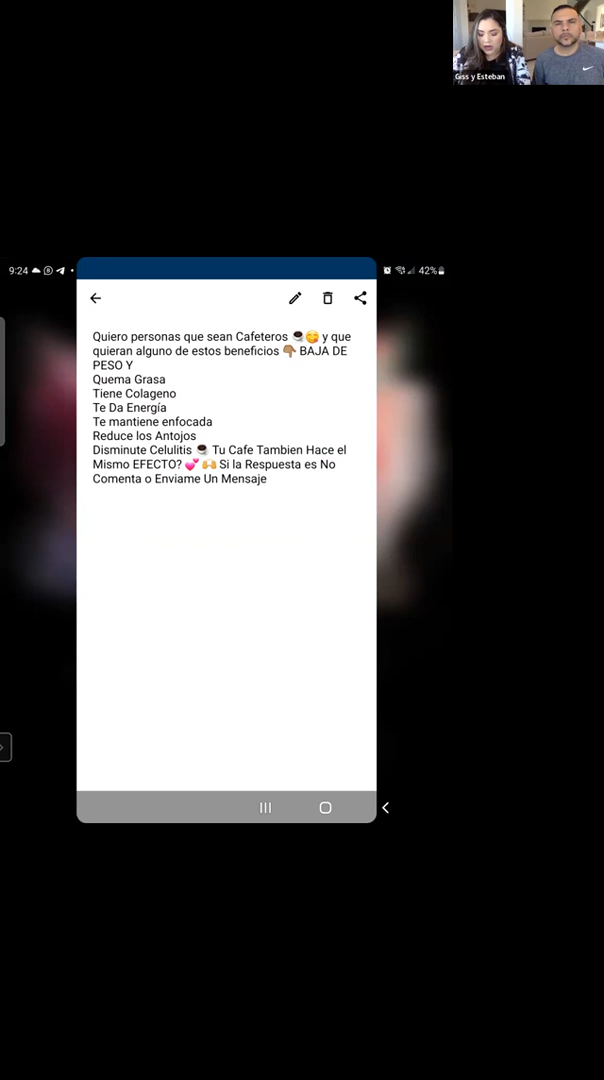 Giss y Esteban
9:24
42%
Quiero personas que sean Cafeteros ☕😋 y que
quieran alguno de estos beneficios 👇🏽 BAJA DE
PESO Y
Quema Grasa
Tiene Colageno
Te Da Energía
Te mantiene enfocada
Reduce los Antojos
Disminute Celulitis ☕ Tu Cafe Tambien Hace el
Mismo EFECTO? 💕 🙌 Si la Respuesta es No
Comenta o Enviame Un Mensaje